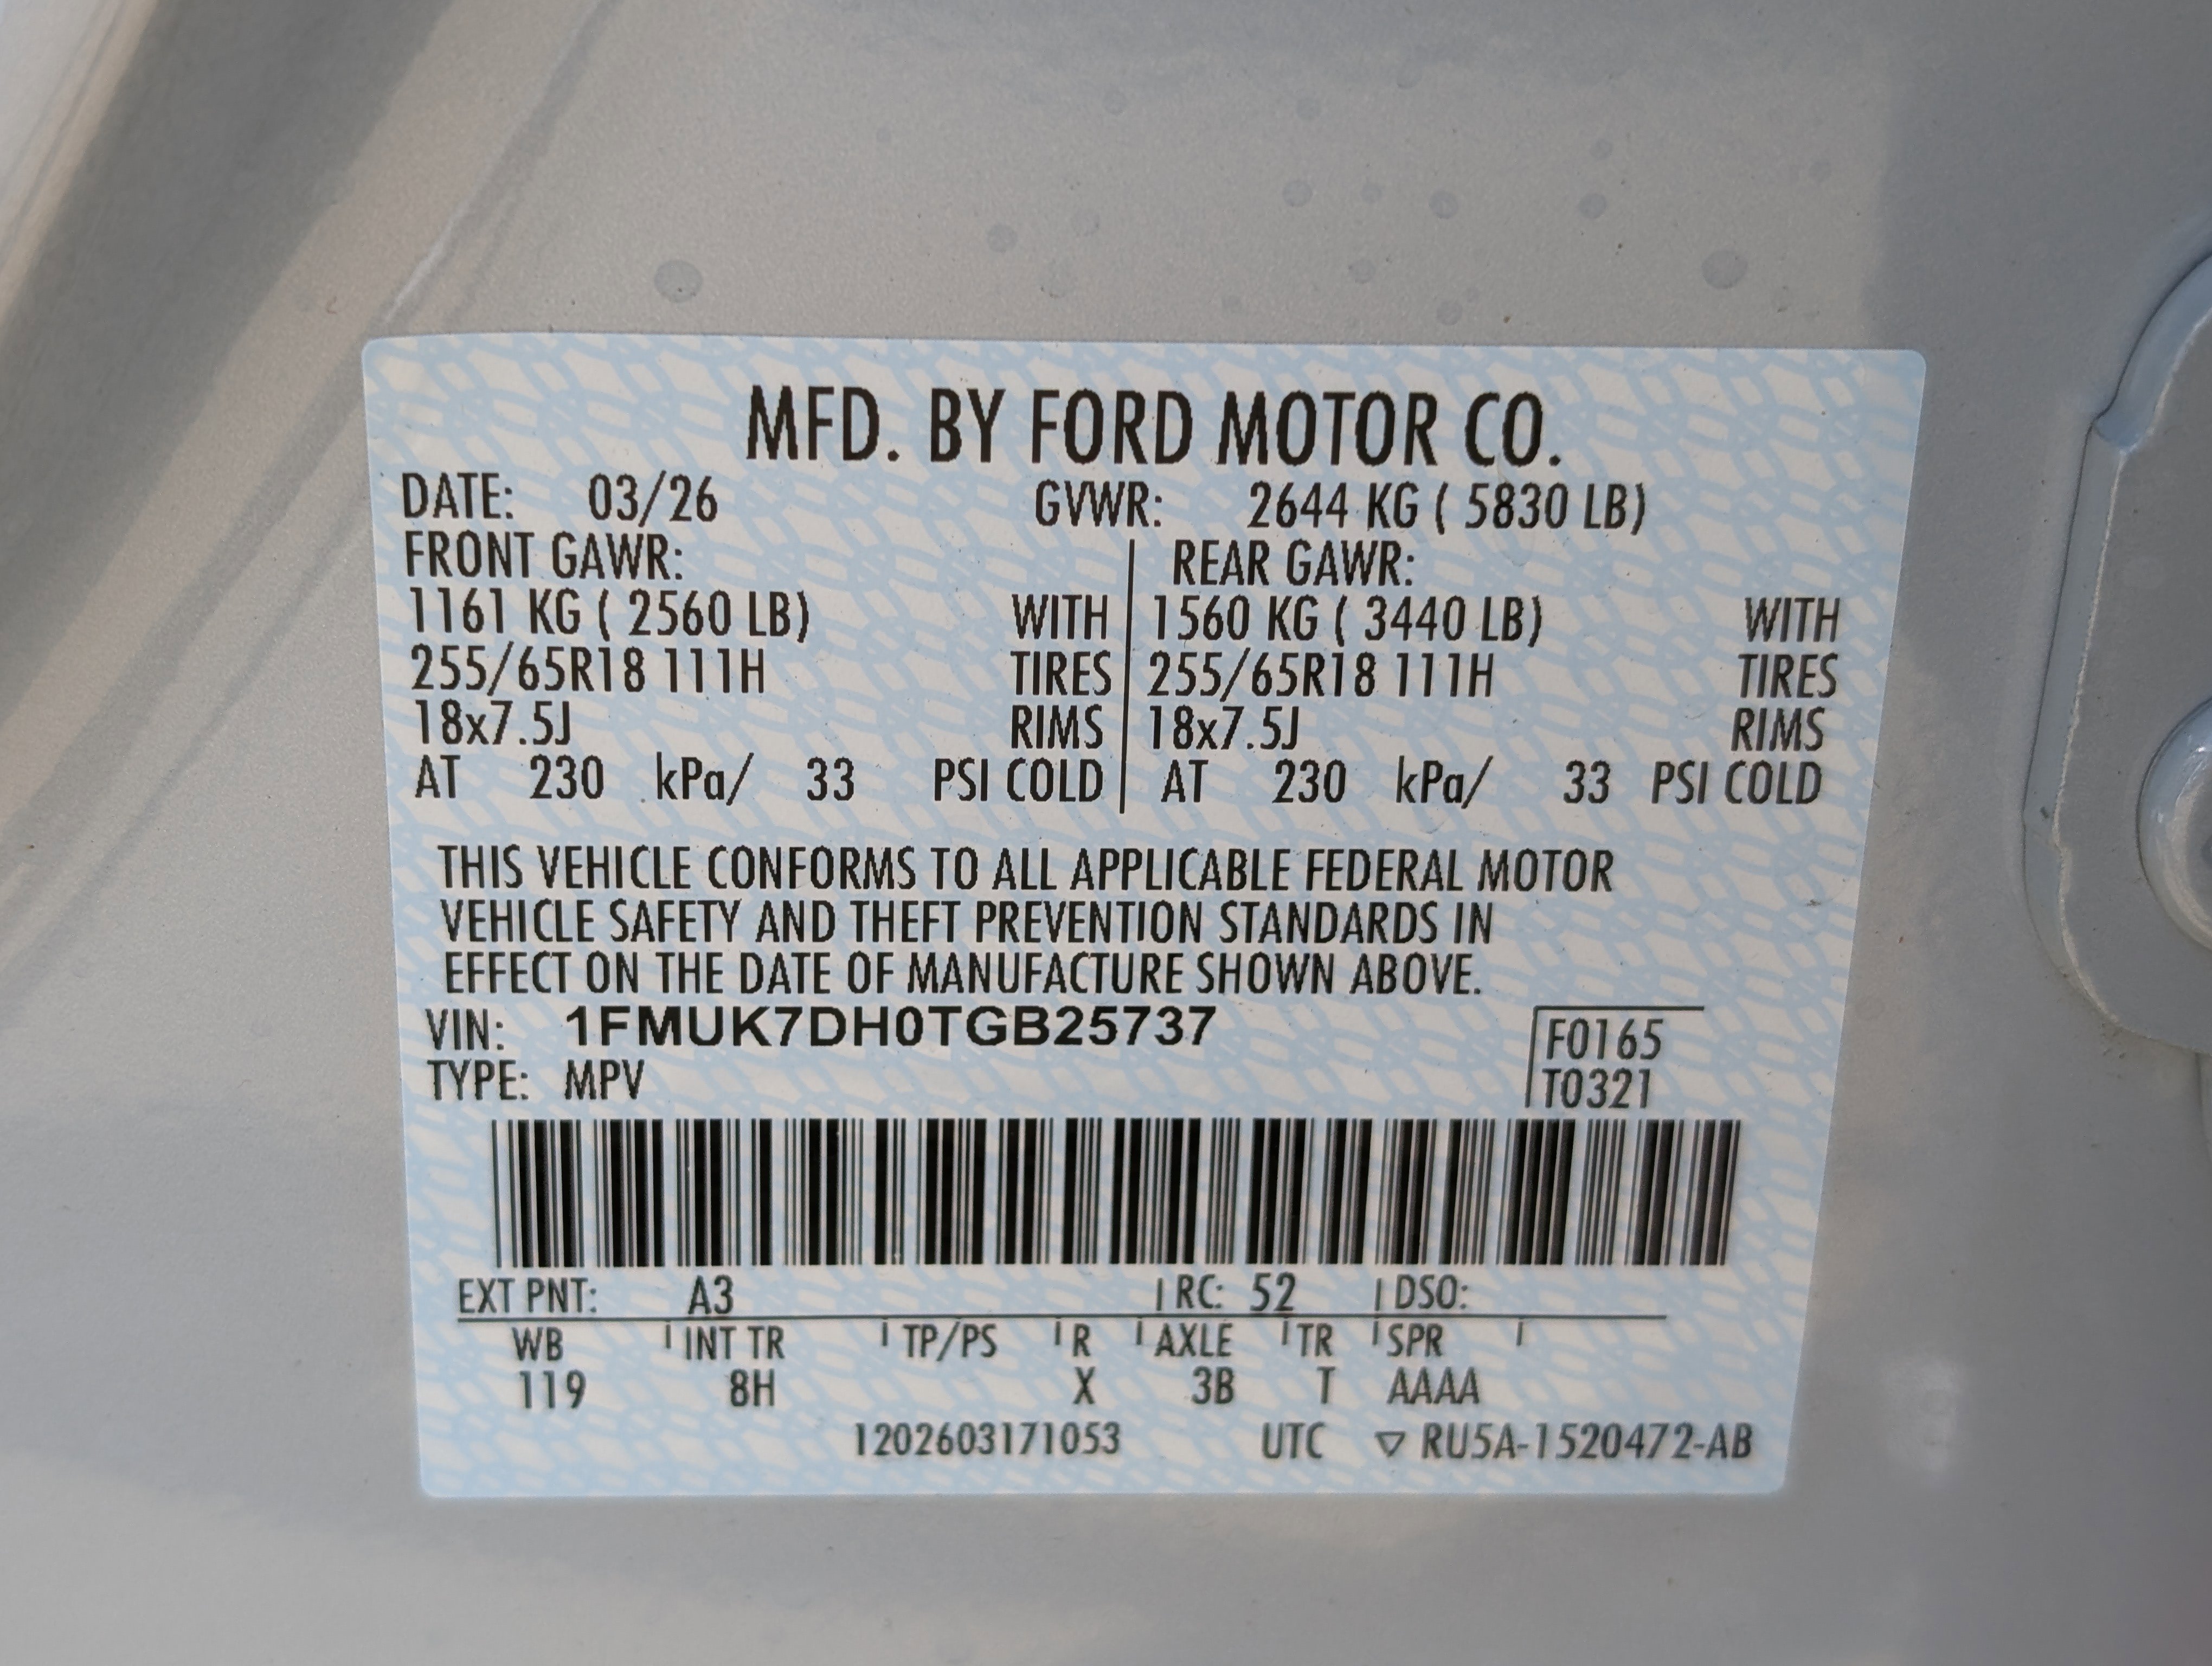 MFD. BY FORD MOTOR CO.
DATE: 03/26 GVWR: 2644 KG ( 5830 LB)
FRONT GAWR: REAR GAWR:
1161 KG ( 2560 LB) WITH 1560 KG ( 3440 LB) WITH
255/65R18 111H TIRES 255/65R18 111H TIRES
18x7.5J RIMS 18x7.5J RIMS
AT 230 kPa/ 33 PSI COLD AT 230 kPa/ 33 PSI COLD
THIS VEHICLE CONFORMS TO ALL APPLICABLE FEDERAL MOTOR
VEHICLE SAFETY AND THEFT PREVENTION STANDARDS IN
EFFECT ON THE DATE OF MANUFACTURE SHOWN ABOVE.
VIN: 1FMUK7DH0TGB25737 F0165
TYPE: MPV T0321
EXT PNT: A3 RC: 52 DSO:
WB INT TR TP/PS R AXLE TR SPR
119 8H X 3B T AAAA
1202603171053 UTC ▽ RU5A-1520472-AB